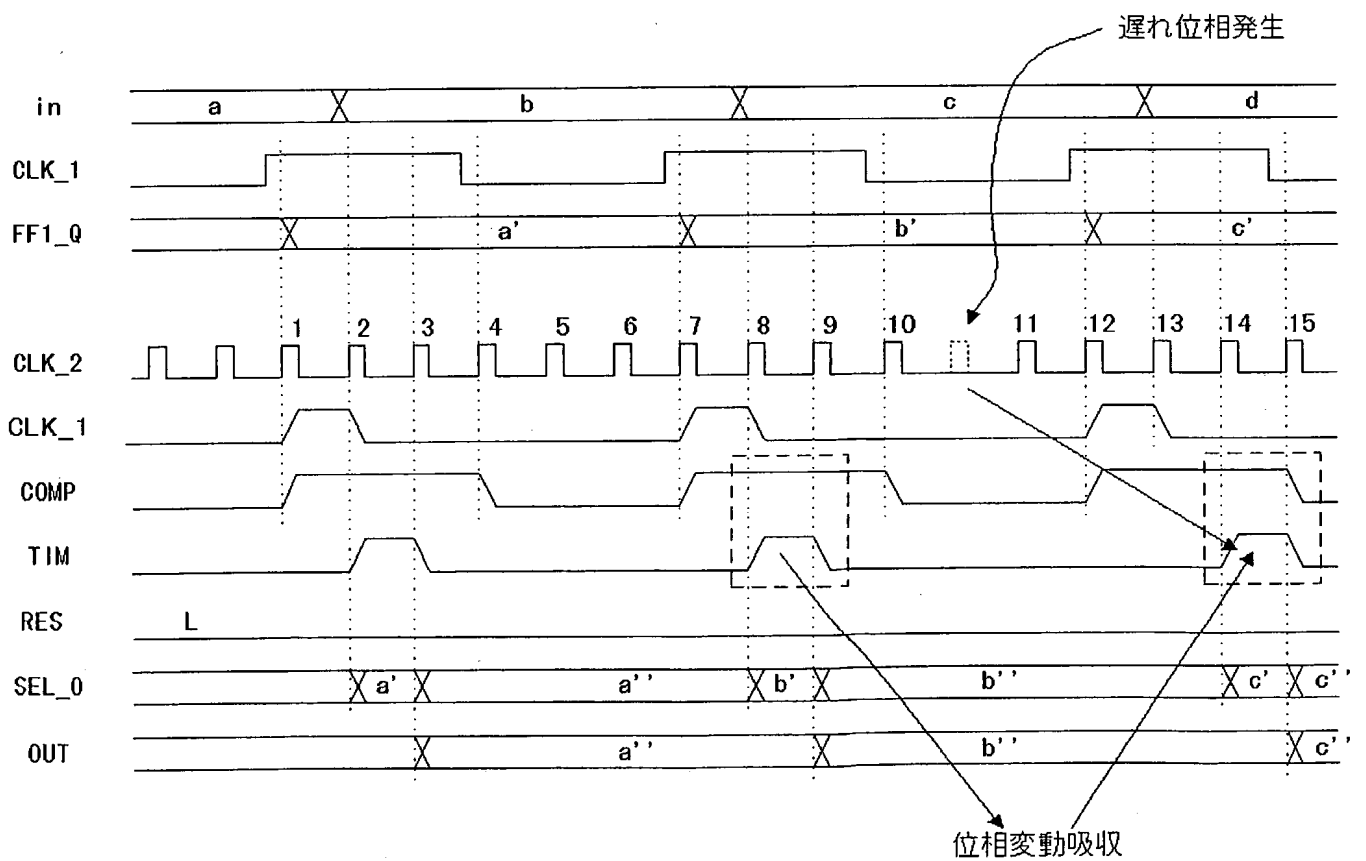 遅れ位相発生
in a b c d
CLK_1
FF1_Q a' b' c'
1 2 3 4 5 6 7 8 9 10 11 12 13 14 15
CLK_2
CLK_1
COMP
TIM
RES L
SEL_O a' a'' b' b'' c' c''
OUT a'' b'' c''
位相変動吸収